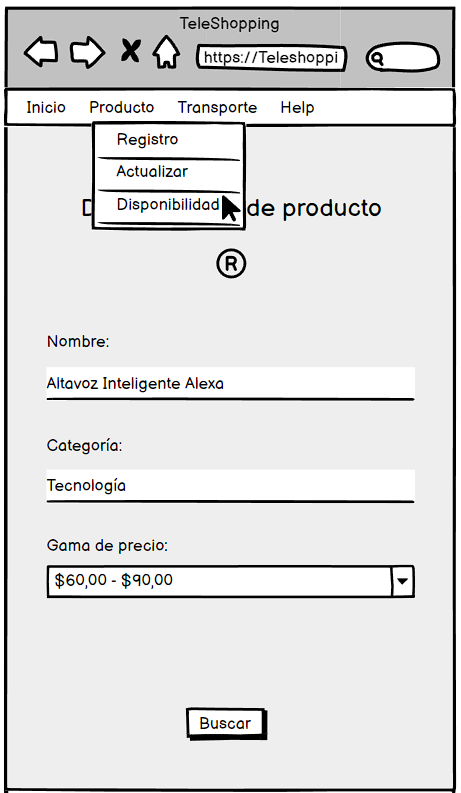 TeleShopping
https://Teleshoppi
Inicio Producto Transporte Help
Registro
Actualizar
Disponibilidad
de producto
®
Nombre:
Altavoz Inteligente Alexa
Categoría:
Tecnología
Gama de precio:
$60,00 - $90,00
Buscar